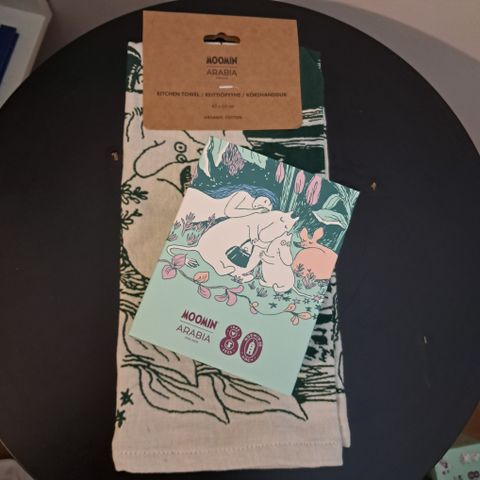 MOOMIN
ARABIA
KITCHEN TOWEL / KEITTIÖPYYHE / KÖKSHANDDUK
ORGANIC COTTON
MOOMIN
ARABIA
80